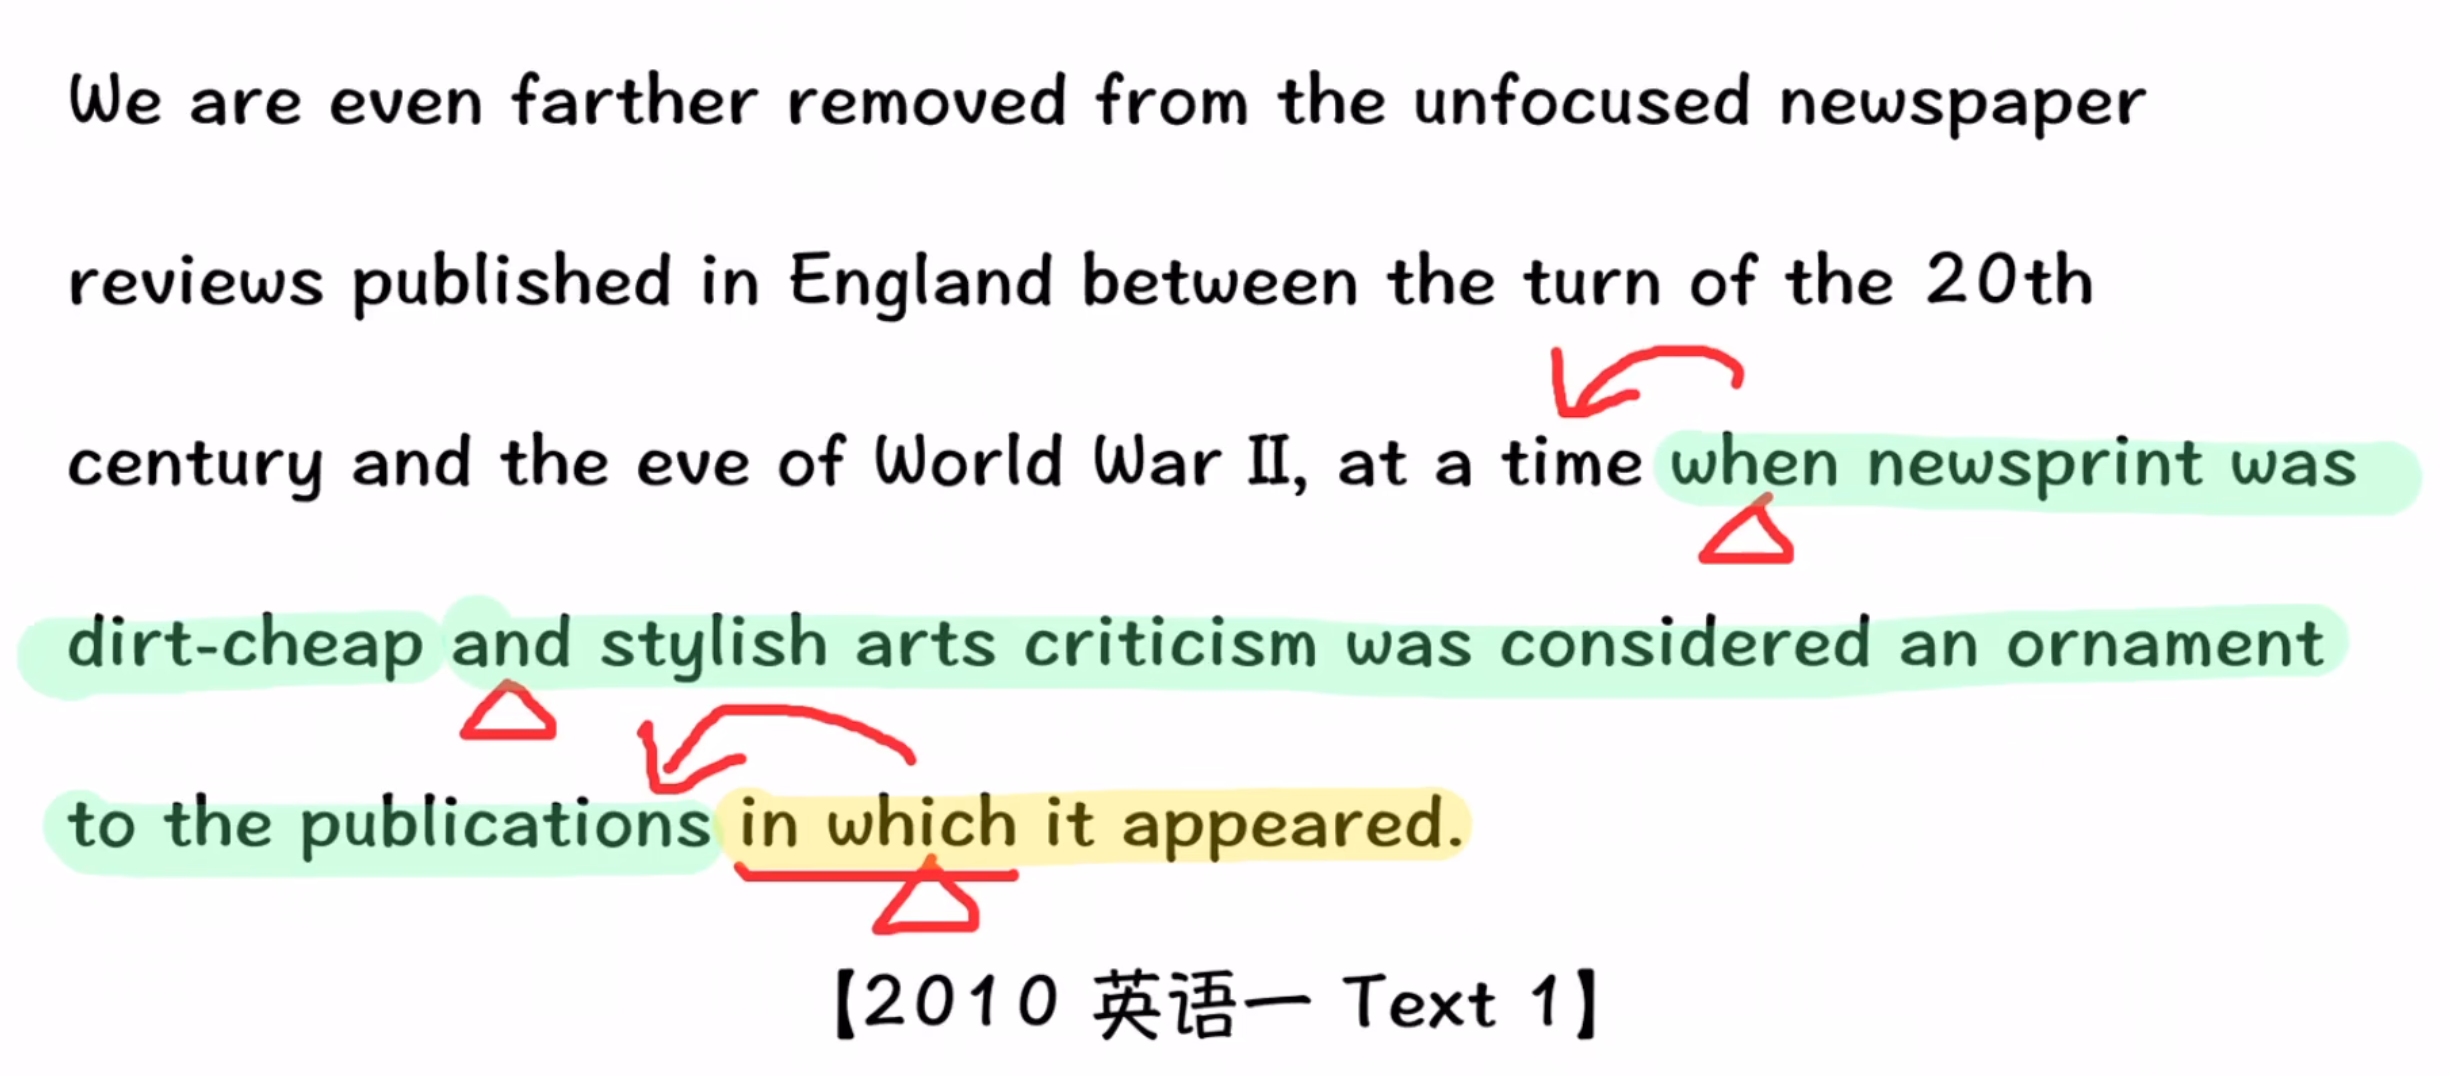 We are even farther removed from the unfocused newspaper
reviews published in England between the turn of the 20th
century and the eve of World War II, at a time when newsprint was
dirt-cheap and stylish arts criticism was considered an ornament
to the publications in which it appeared.
【2010 英语一 Text 1】